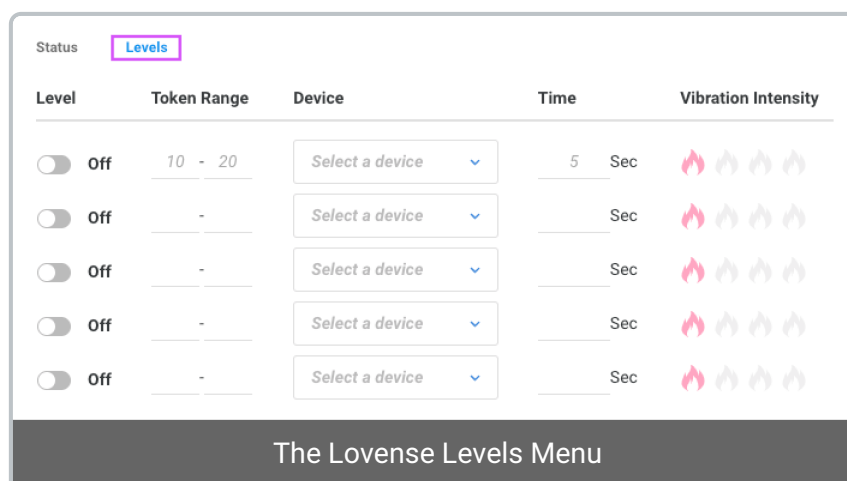 Status Levels
Level Token Range Device Time Vibration Intensity
Off 10 - 20 Select a device 5 Sec
Off - Select a device Sec
Off - Select a device Sec
Off - Select a device Sec
Off - Select a device Sec
The Lovense Levels Menu